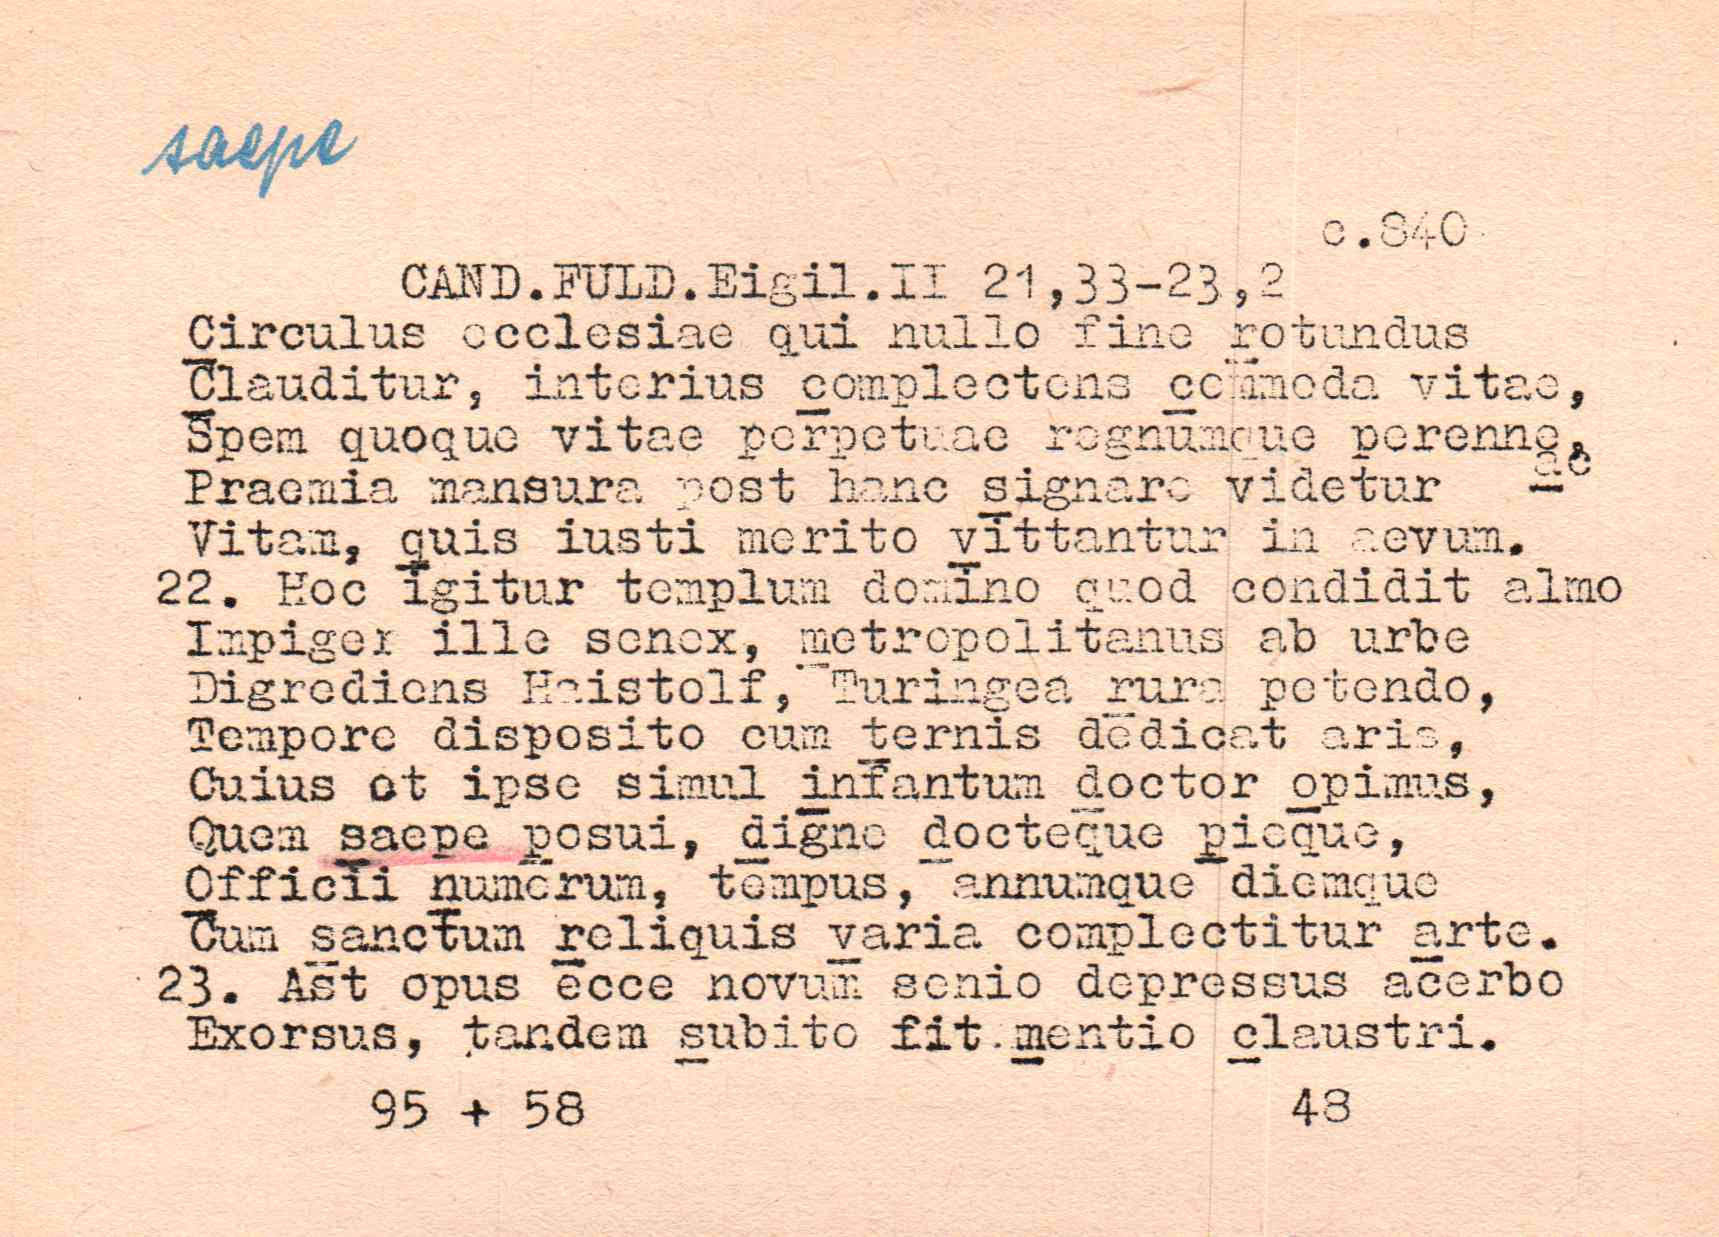 saepe
c.840
CAND.FULD.Eigil.II 21,33-23,2
Circulus ecclesiae qui nullo fine rotundus
Clauditur, interius complectens commoda vitae,
Spem quoque vitae perpetuae regnumque perenne,
ac
Praemia mansura post hanc signare videtur
Vitam, quis iusti merito vittantur in aevum.
22. Hoc igitur templum domino quod condidit almo
Impiger ille senex, metropolitanus ab urbe
Digrediens Haistolf, Turingea rura petendo,
Tempore disposito cum ternis dedicat aris,
Cuius et ipse simul infantum doctor opimus,
Quem saepe posui, digne docteque pieque,
Officii numerum, tempus, annumque diemque
Cum sanctum reliquis varia complectitur arte.
23. Ast opus ecce novum senio depressus acerbo
Exorsus, tandem subito fit mentio claustri.
95 + 58 48